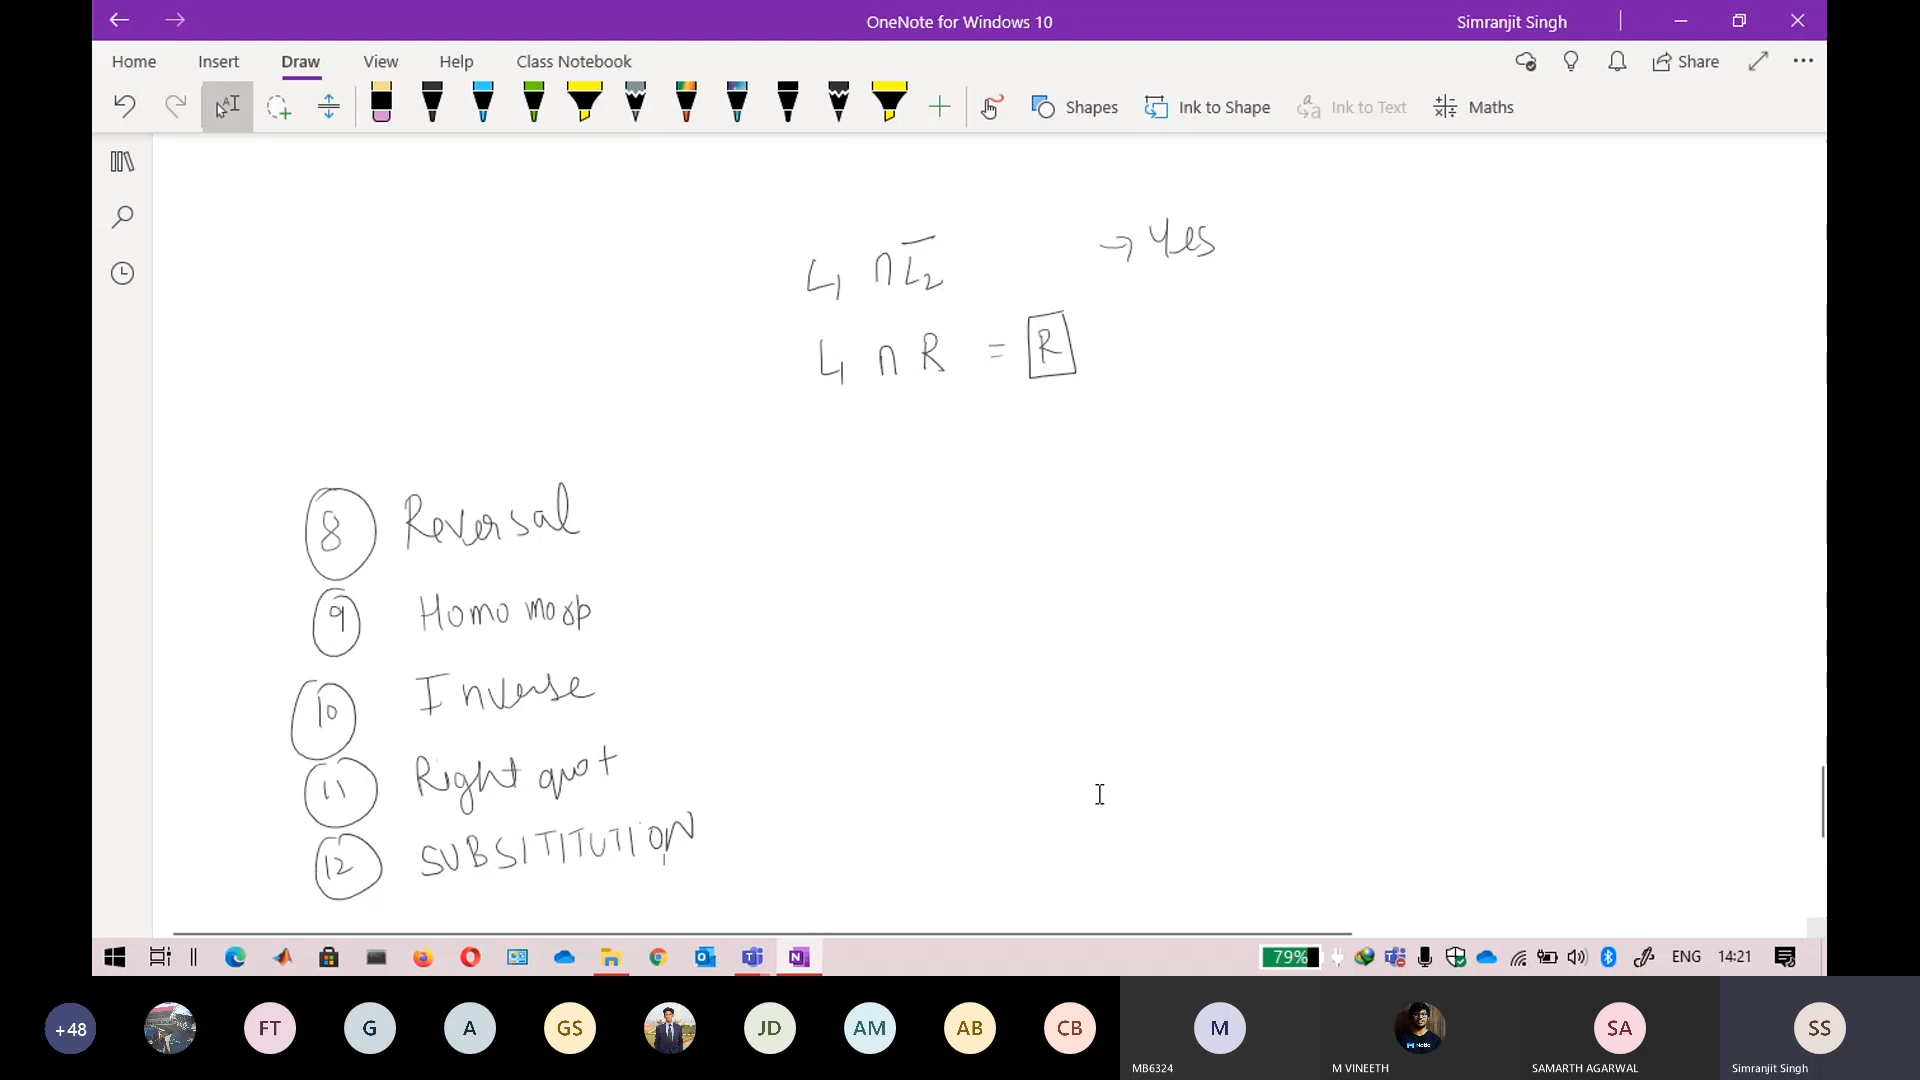 OneNote for Windows 10
Simranjit Singh
Home Insert Draw View Help Class Notebook
Share
Shapes Ink to Shape Ink to Text Maths
L1 ∩ L̅2 → Yes
L1 ∩ R = R
8 Reversal
9 Homo morp
10 Inverse
11 Right quot
12 SUBSITITUTION
79% ENG 14:21
+48 FT G A GS JD AM AB CB M SA SS
MB6324 M VINEETH SAMARTH AGARWAL Simranjit Singh